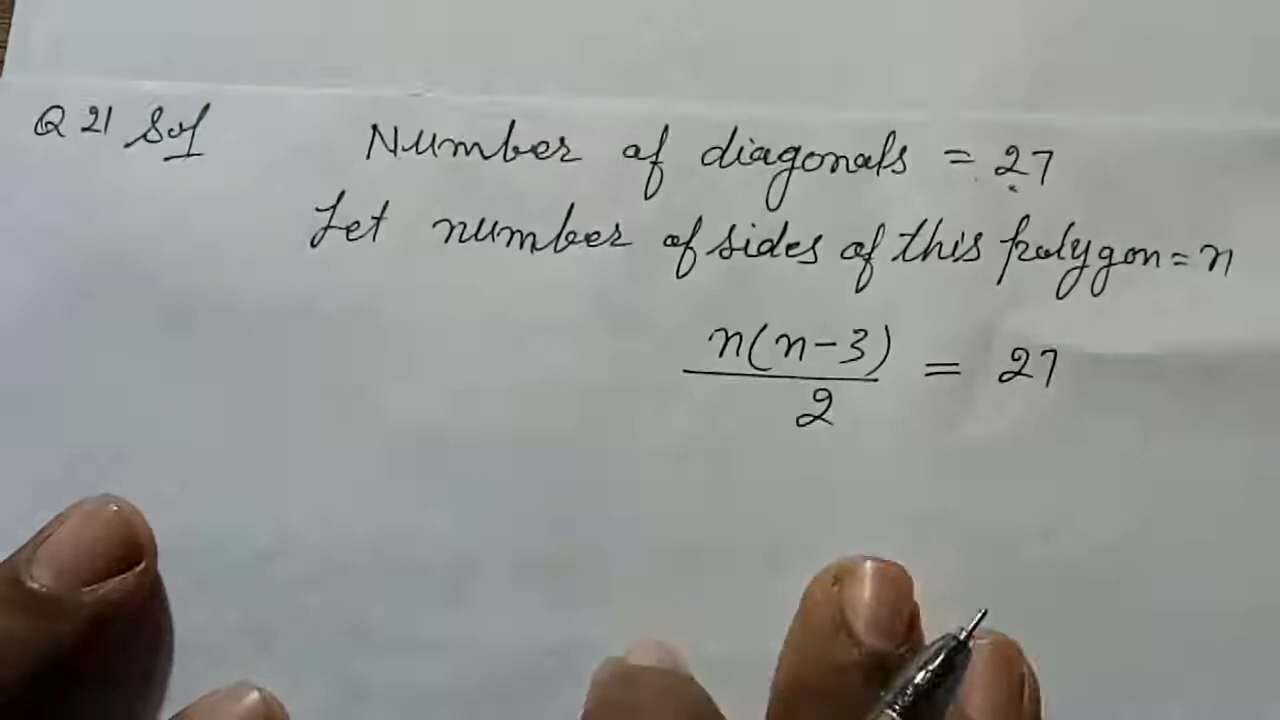 Q 21 Sol Number of diagonals = 27
Let number of sides of this polygon = n
n(n-3)/2 = 27